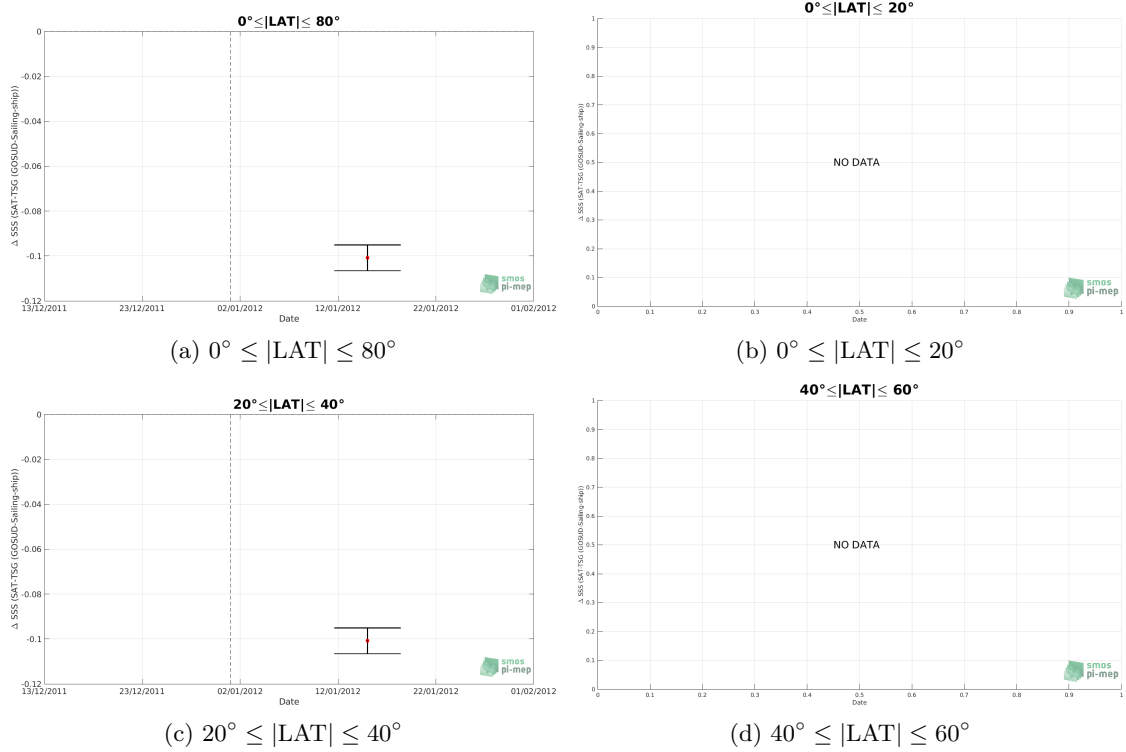 0°≤|LAT|≤ 80°
0
-0.02
-0.04
-0.06
-0.08
-0.1
-0.12
Δ SSS (SAT-TSG (GOSUD-Sailing-ship))
13/12/2011 23/12/2011 02/01/2012 12/01/2012 22/01/2012 01/02/2012
Date
smos
pi-mep
(a) 0° ≤ |LAT| ≤ 80°
0°≤|LAT|≤ 20°
1
0.9
0.8
0.7
0.6
0.5
0.4
0.3
0.2
0.1
0
Δ SSS (SAT-TSG (GOSUD-Sailing-ship))
NO DATA
0 0.1 0.2 0.3 0.4 0.5 0.6 0.7 0.8 0.9 1
Date
smos
pi-mep
(b) 0° ≤ |LAT| ≤ 20°
20°≤|LAT|≤ 40°
0
-0.02
-0.04
-0.06
-0.08
-0.1
-0.12
Δ SSS (SAT-TSG (GOSUD-Sailing-ship))
13/12/2011 23/12/2011 02/01/2012 12/01/2012 22/01/2012 01/02/2012
Date
smos
pi-mep
(c) 20° ≤ |LAT| ≤ 40°
40°≤|LAT|≤ 60°
1
0.9
0.8
0.7
0.6
0.5
0.4
0.3
0.2
0.1
0
Δ SSS (SAT-TSG (GOSUD-Sailing-ship))
NO DATA
0 0.1 0.2 0.3 0.4 0.5 0.6 0.7 0.8 0.9 1
Date
smos
pi-mep
(d) 40° ≤ |LAT| ≤ 60°